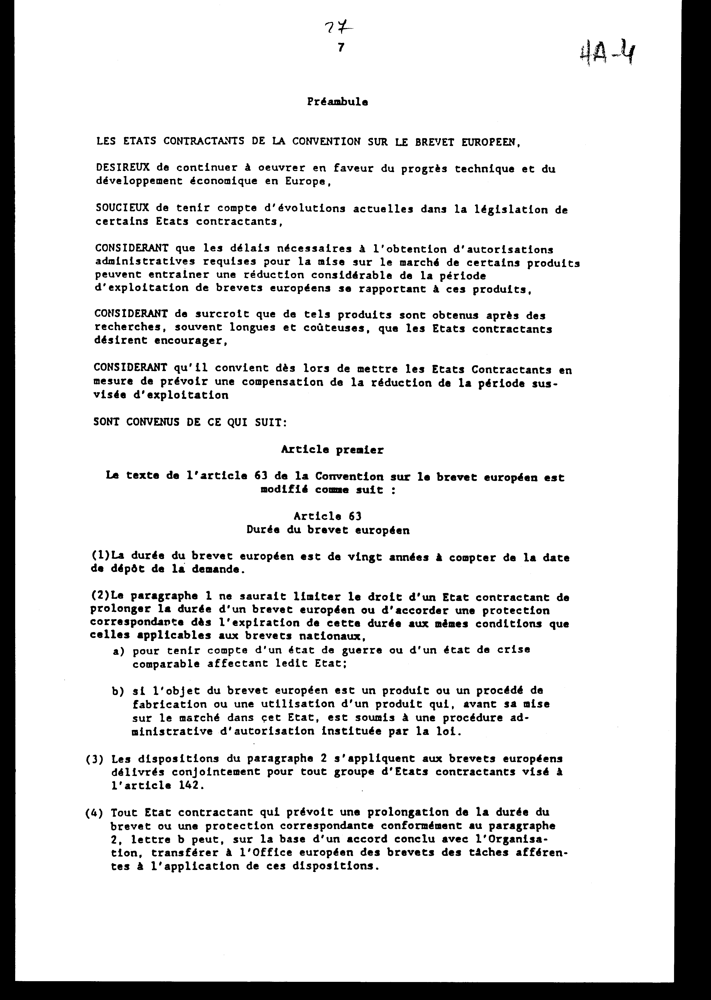 27
7
4A-4
Préambule
LES ETATS CONTRACTANTS DE LA CONVENTION SUR LE BREVET EUROPEEN,
DESIREUX de continuer à oeuvrer en faveur du progrès technique et du
développement économique en Europe,
SOUCIEUX de tenir compte d'évolutions actuelles dans la législation de
certains Etats contractants,
CONSIDERANT que les délais nécessaires à l'obtention d'autorisations
administratives requises pour la mise sur le marché de certains produits
peuvent entrainer une réduction considérable de la période
d'exploitation de brevets européens se rapportant à ces produits,
CONSIDERANT de surcroit que de tels produits sont obtenus après des
recherches, souvent longues et coûteuses, que les Etats contractants
désirent encourager,
CONSIDERANT qu'il convient dès lors de mettre les Etats Contractants en
mesure de prévoir une compensation de la réduction de la période sus-
visée d'exploitation
SONT CONVENUS DE CE QUI SUIT:
Article premier
Le texte de l'article 63 de la Convention sur le brevet européen est
modifié comme suit :
Article 63
Durée du brevet européen
(1)La durée du brevet européen est de vingt années à compter de la date
de dépôt de la demande.
(2)Le paragraphe 1 ne saurait limiter le droit d'un Etat contractant de
prolonger la durée d'un brevet européen ou d'accorder une protection
correspondante dès l'expiration de cette durée aux mêmes conditions que
celles applicables aux brevets nationaux,
a) pour tenir compte d'un état de guerre ou d'un état de crise
comparable affectant ledit Etat;
b) si l'objet du brevet européen est un produit ou un procédé de
fabrication ou une utilisation d'un produit qui, avant sa mise
sur le marché dans cet Etat, est soumis à une procédure ad-
ministrative d'autorisation instituée par la loi.
(3) Les dispositions du paragraphe 2 s'appliquent aux brevets européens
délivrés conjointement pour tout groupe d'Etats contractants visé à
l'article 142.
(4) Tout Etat contractant qui prévoit une prolongation de la durée du
brevet ou une protection correspondante conformément au paragraphe
2, lettre b peut, sur la base d'un accord conclu avec l'Organisa-
tion, transférer à l'Office européen des brevets des tâches afféren-
tes à l'application de ces dispositions.